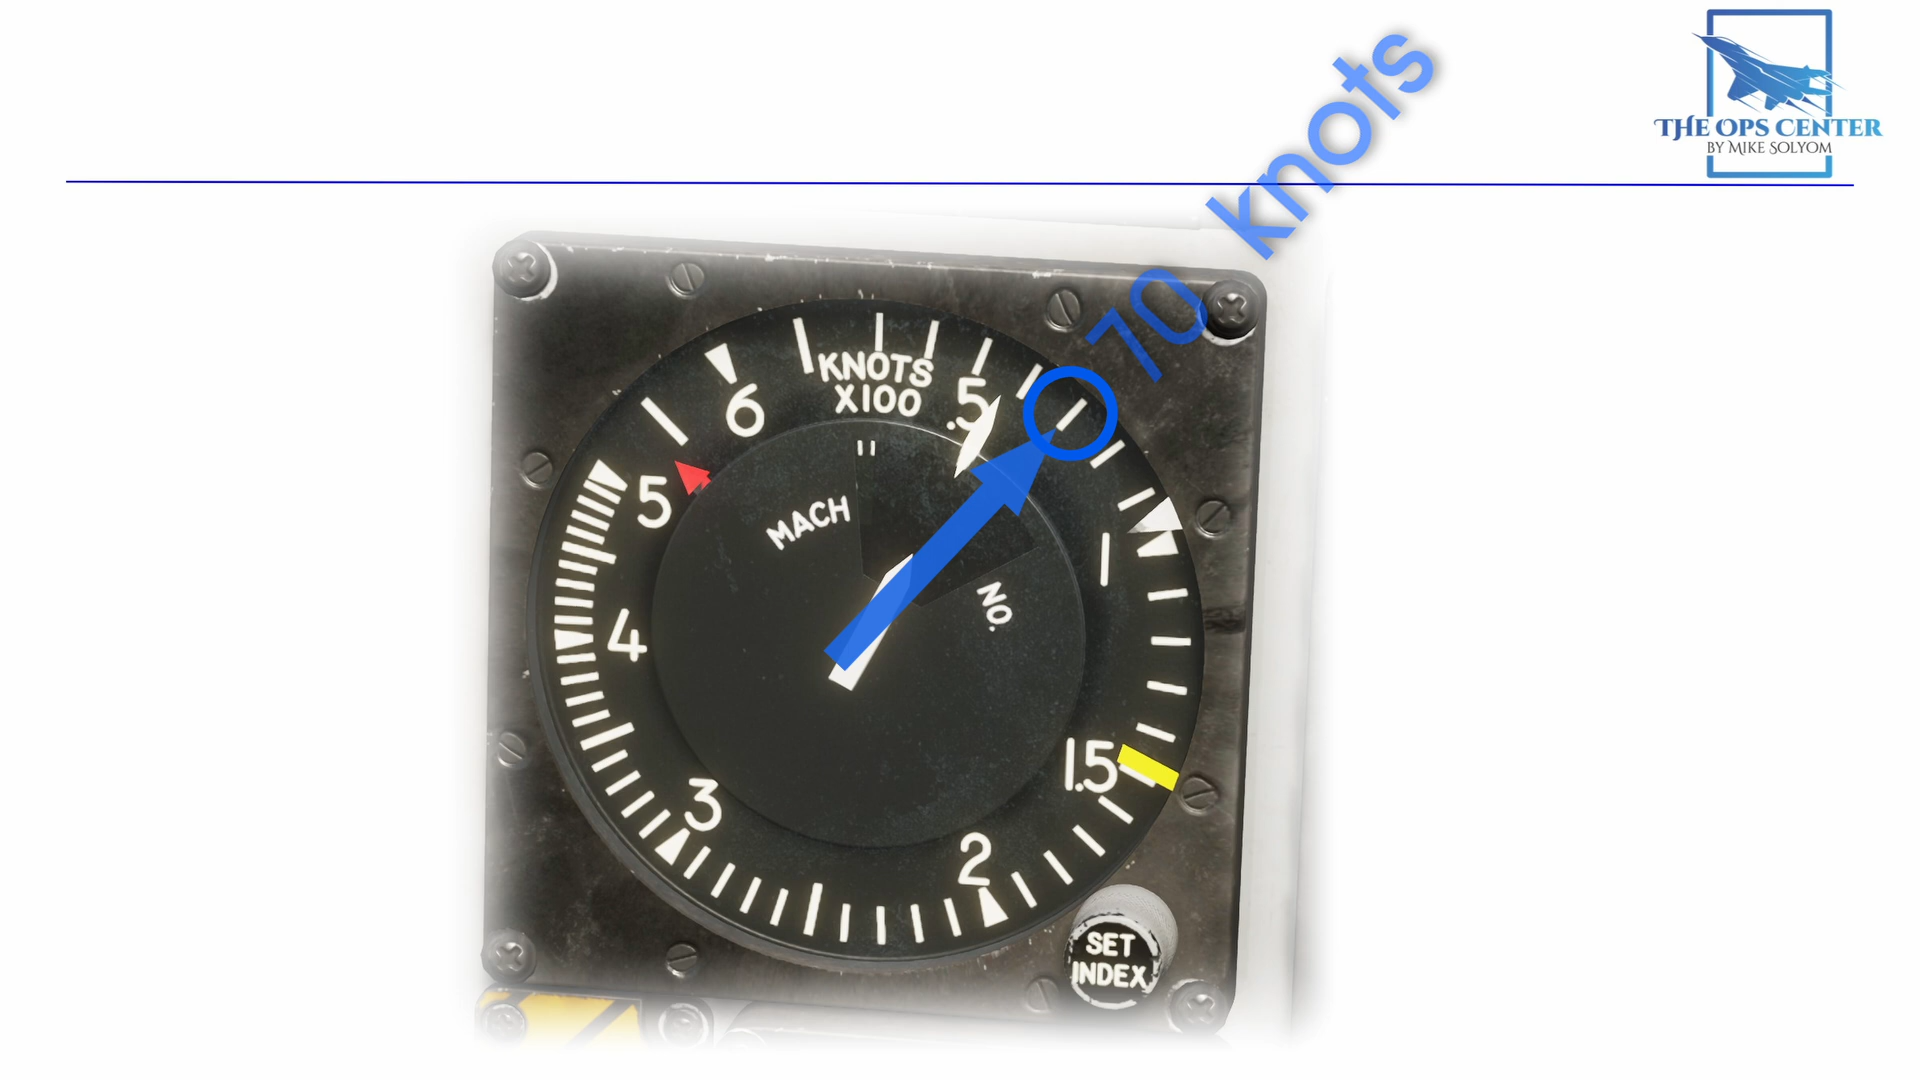 THE OPS CENTER
BY MIKE SOLYOM
70 knots
KNOTS
X100
.5
6
5
MACH
1
NO.
4
1.5
3
2
SET
INDEX